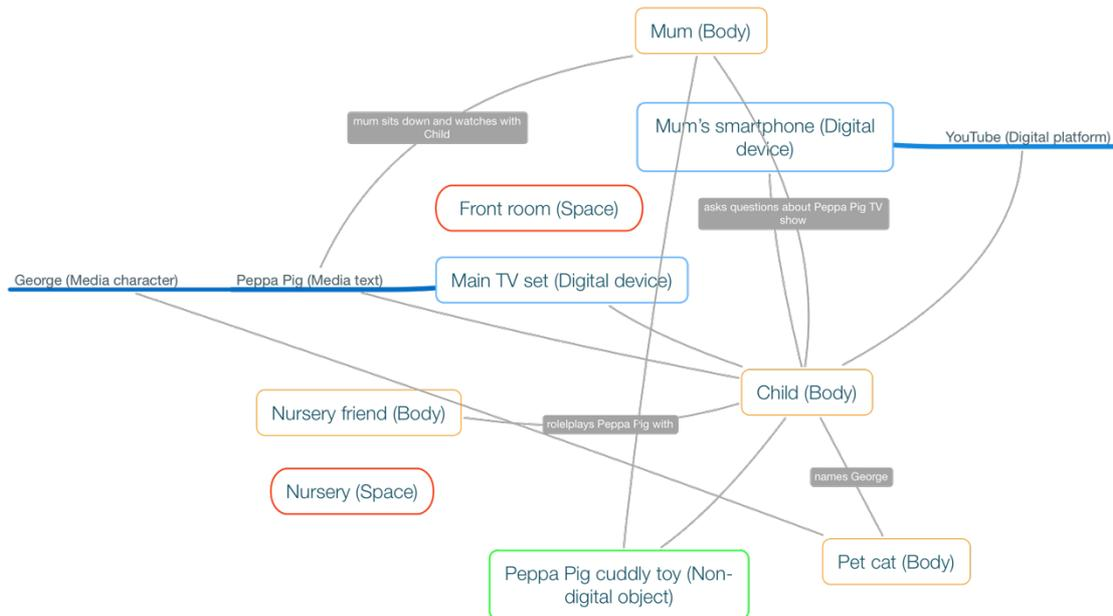 Mum (Body)
mum sits down and watches with
Child
Mum's smartphone (Digital
device)
YouTube (Digital platform)
Front room (Space)
asks questions about Peppa Pig TV
show
George (Media character)
Peppa Pig (Media text)
Main TV set (Digital device)
Child (Body)
Nursery friend (Body)
rolelplays Peppa Pig with
names George
Nursery (Space)
Pet cat (Body)
Peppa Pig cuddly toy (Non-
digital object)